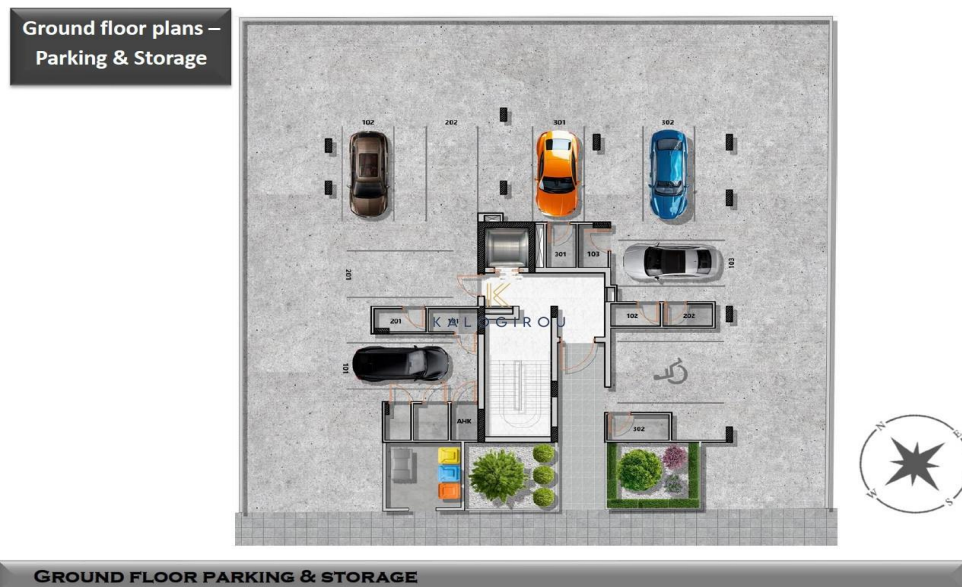 Ground floor plans –
Parking & Storage
102
202
301
302
301
103
103
201
201
KALOGIROU
102
202
101
AHK
302
N
E
W
S
GROUND FLOOR PARKING & STORAGE